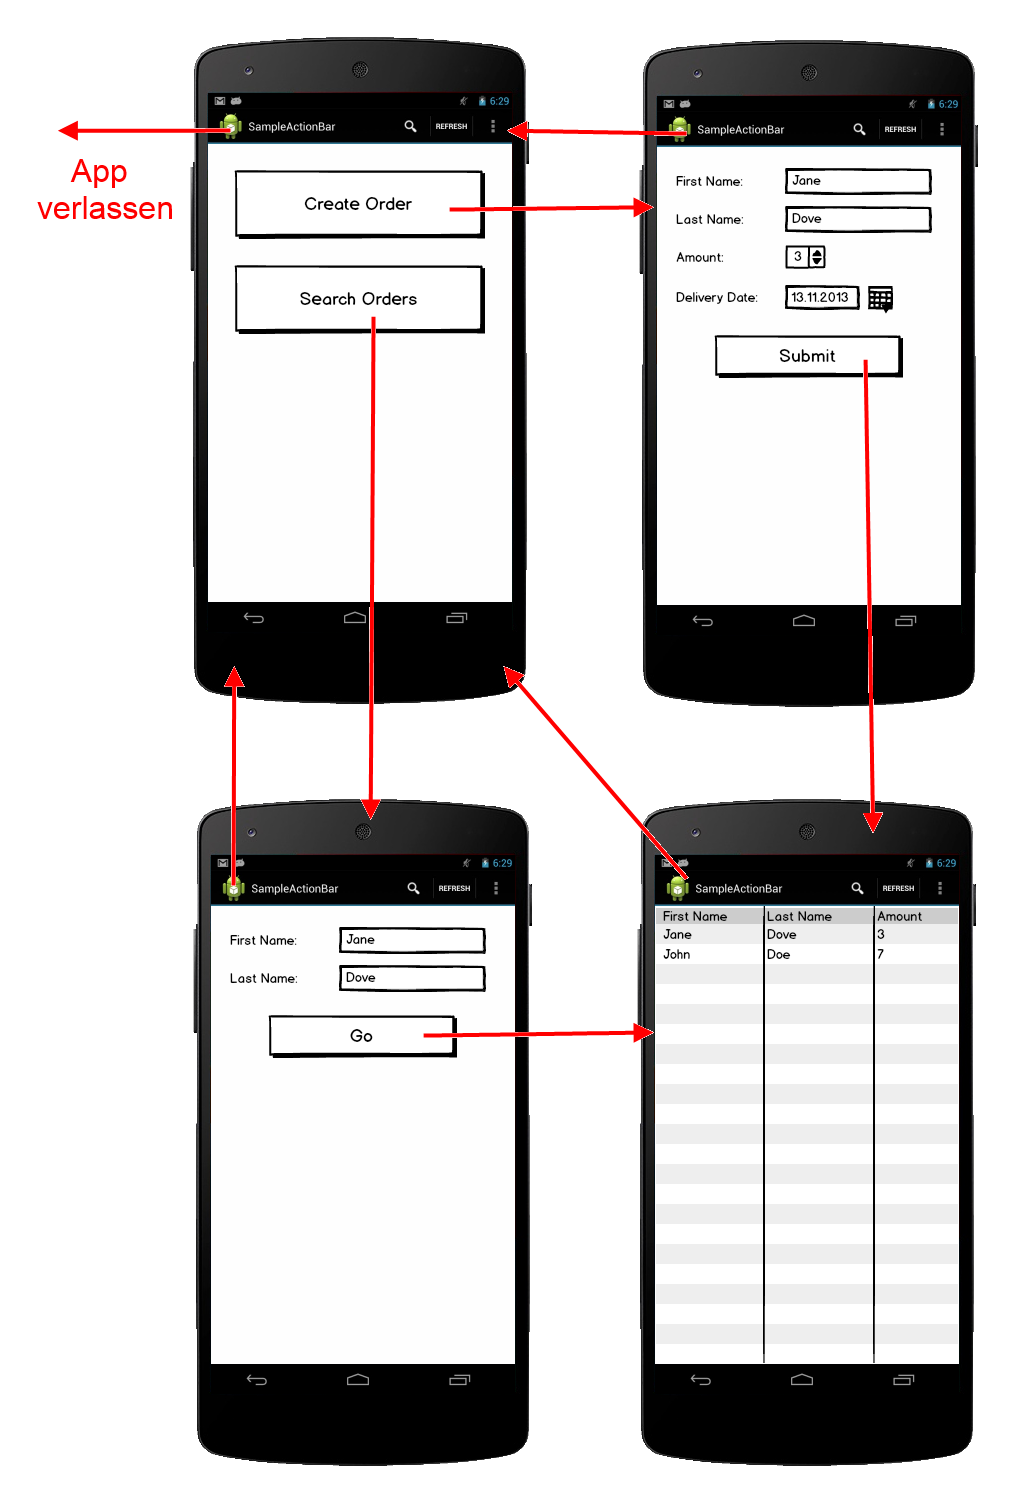 6:29
SampleActionBar REFRESH
App
verlassen
Create Order
Search Orders
6:29
SampleActionBar REFRESH
First Name: Jane
Last Name: Dove
Amount: 3
Delivery Date: 13.11.2013
Submit
6:29
SampleActionBar REFRESH
First Name: Jane
Last Name: Dove
Go
6:29
SampleActionBar REFRESH
First Name Last Name Amount
Jane Dove 3
John Doe 7